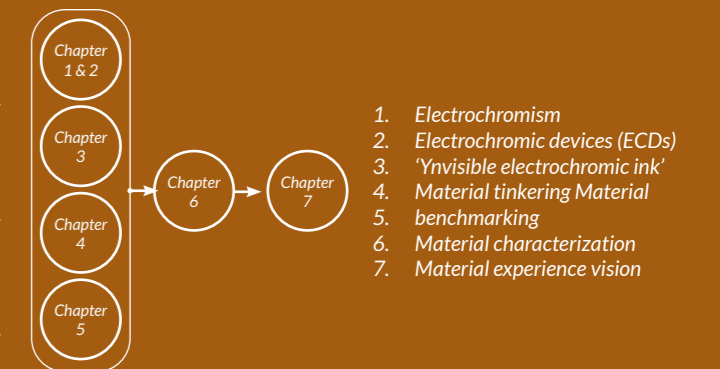 Chapter
1 & 2
Chapter
3
Chapter
4
Chapter
5
Chapter
6
Chapter
7
1. Electrochromism
2. Electrochromic devices (ECDs)
3. ‘Ynvisible electrochromic ink’
4. Material tinkering Material
5. benchmarking
6. Material characterization
7. Material experience vision